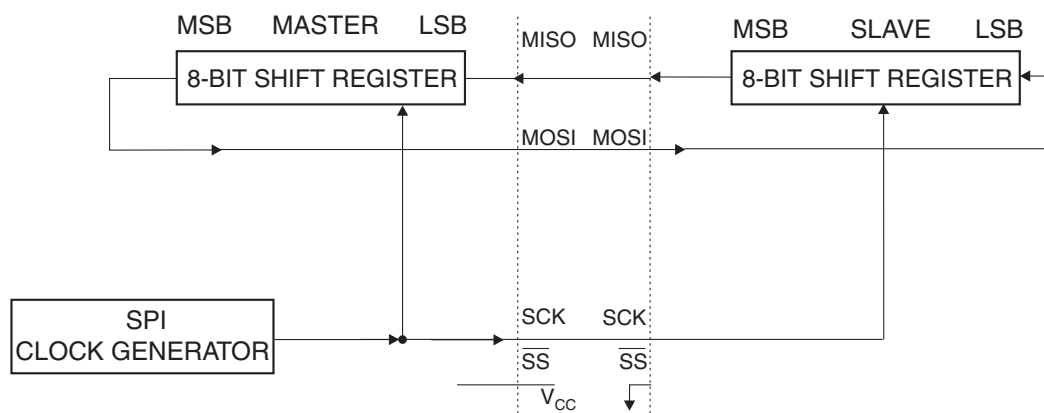 MSB MASTER LSB
8-BIT SHIFT REGISTER
MISO MISO
MSB SLAVE LSB
8-BIT SHIFT REGISTER
MOSI MOSI
SPI
CLOCK GENERATOR
SCK SCK
SS SS
VCC